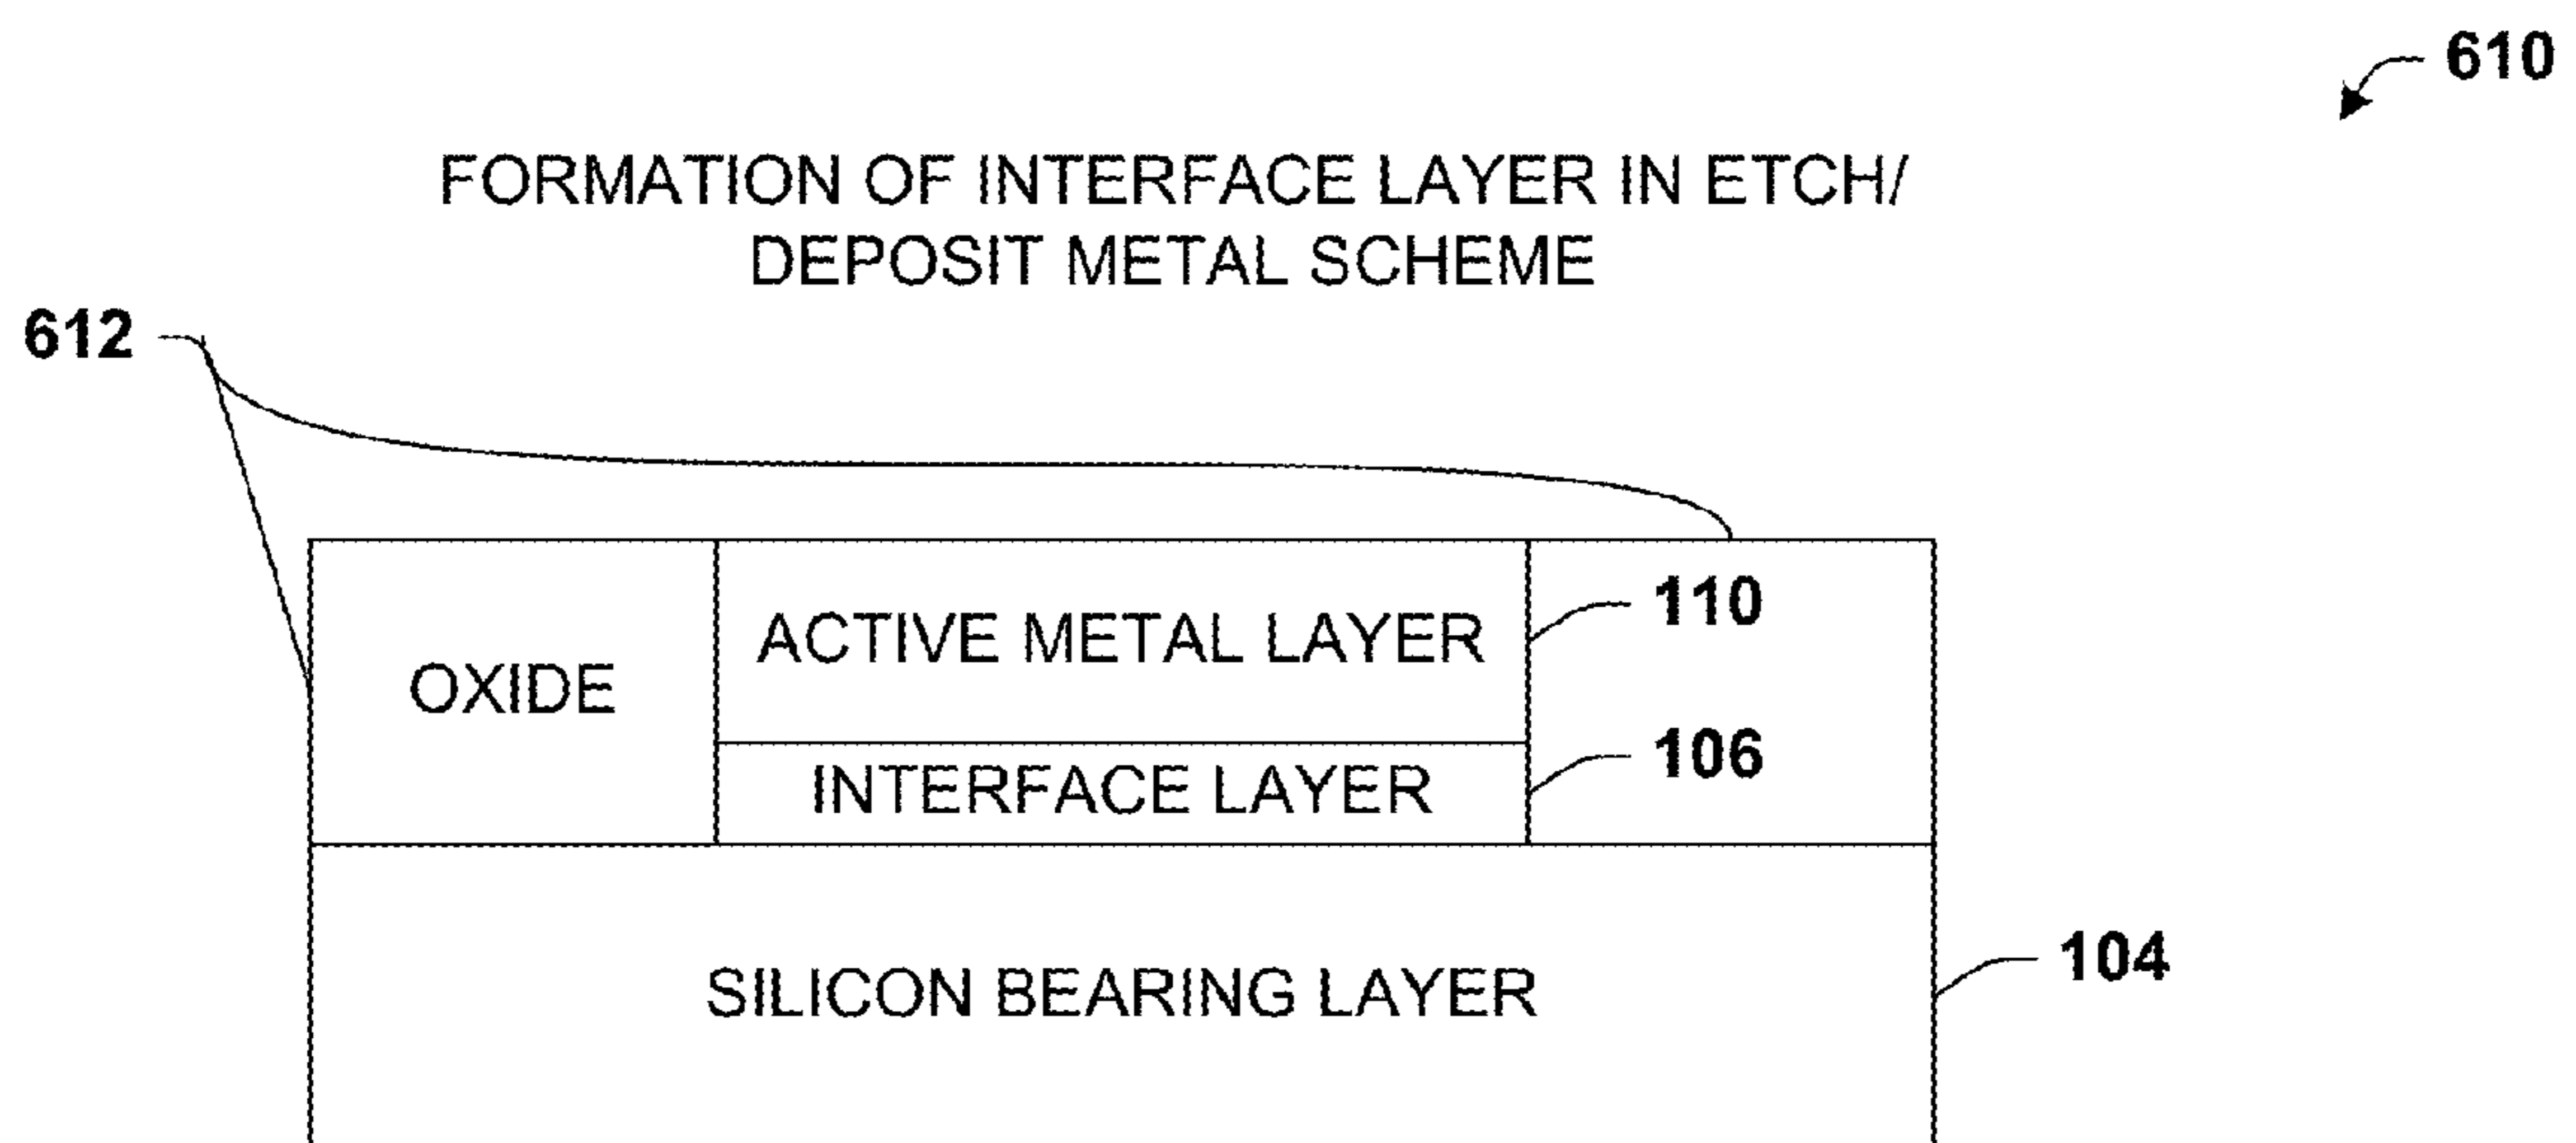 610
FORMATION OF INTERFACE LAYER IN ETCH/
DEPOSIT METAL SCHEME
612
110
ACTIVE METAL LAYER
OXIDE
106
INTERFACE LAYER
104
SILICON BEARING LAYER